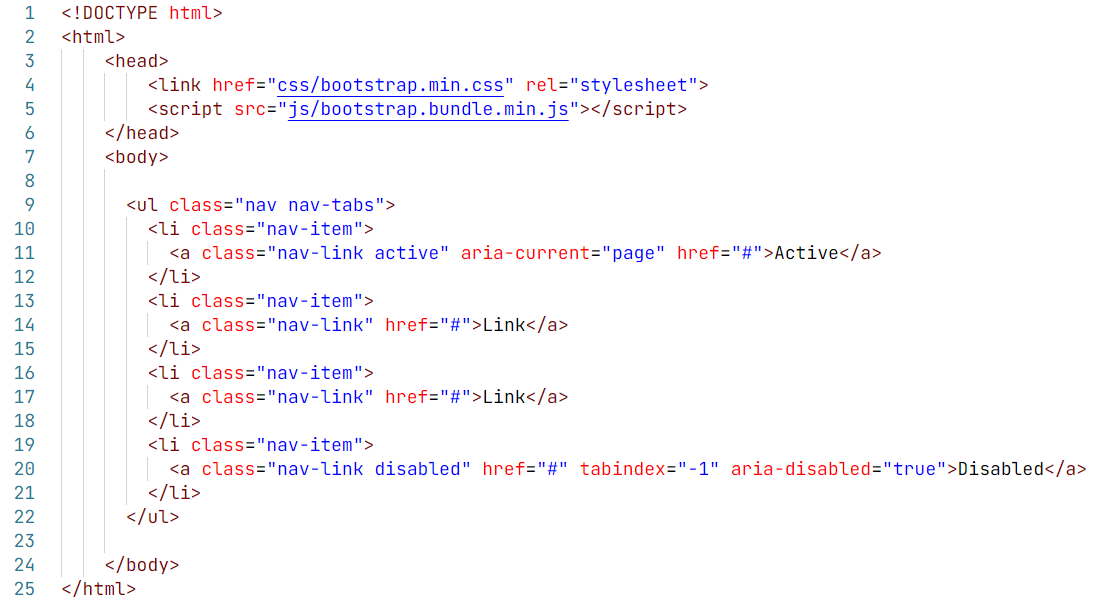 1 <!DOCTYPE html>
2 <html>
3     <head>
4         <link href="css/bootstrap.min.css" rel="stylesheet">
5         <script src="js/bootstrap.bundle.min.js"></script>
6     </head>
7     <body>
8
9       <ul class="nav nav-tabs">
10         <li class="nav-item">
11           <a class="nav-link active" aria-current="page" href="#">Active</a>
12         </li>
13         <li class="nav-item">
14           <a class="nav-link" href="#">Link</a>
15         </li>
16         <li class="nav-item">
17           <a class="nav-link" href="#">Link</a>
18         </li>
19         <li class="nav-item">
20           <a class="nav-link disabled" href="#" tabindex="-1" aria-disabled="true">Disabled</a>
21         </li>
22       </ul>
23
24     </body>
25 </html>